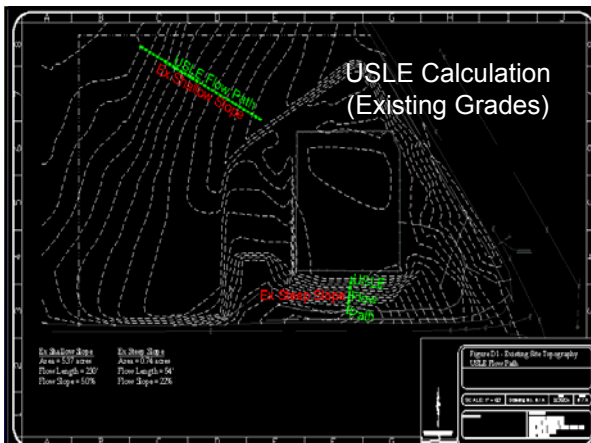 A B C D E F G H I J
USLE Calculation
(Existing Grades)
USLE Flow Path
Ex Shallow Slope
Ex Steep Slope
USLE
Flow
Path
Ex Shallow Slope
Area = 5.37 acres
Flow Length = 230'
Flow Slope = 5.0%
Ex Steep Slope
Area = 0.74 acres
Flow Length = 54'
Flow Slope = 22%
Figure D1 - Existing Site Topography
USLE Flow Path
A B C D E F G